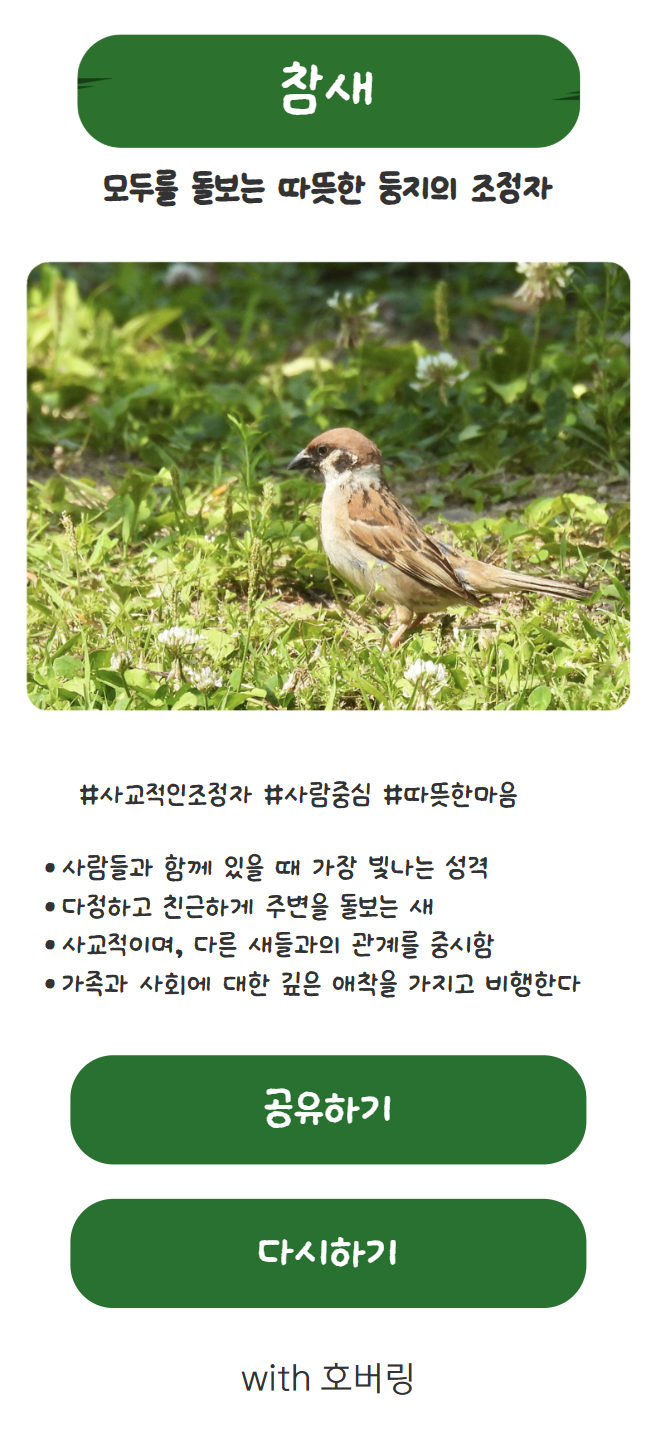 참새
모두를 돌보는 따뜻한 둥지의 조정자
#사교적인조정자 #사람중심 #따뜻한마음
• 사람들과 함께 있을 때 가장 빛나는 성격
• 다정하고 친근하게 주변을 돌보는 새
• 사교적이며, 다른 새들과의 관계를 중시함
• 가족과 사회에 대한 깊은 애착을 가지고 비행한다
공유하기
다시하기
with 호버링